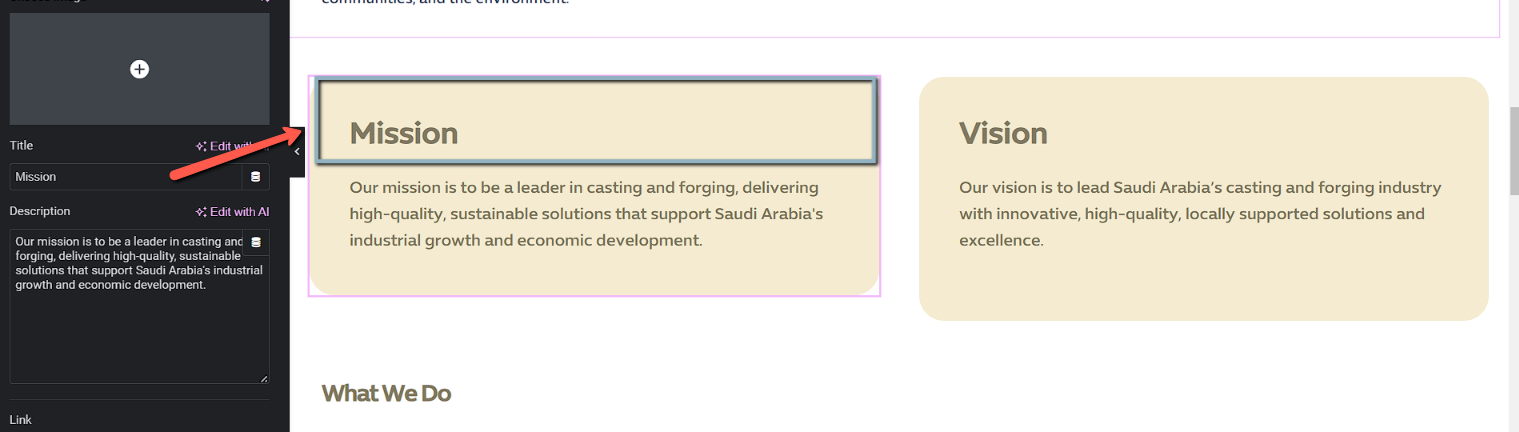 communities, and the environment.
Title
Edit with
Mission
Description
Edit with AI
Our mission is to be a leader in casting and
forging, delivering high-quality, sustainable
solutions that support Saudi Arabia's industrial
growth and economic development.
Link
Mission
Our mission is to be a leader in casting and forging, delivering
high-quality, sustainable solutions that support Saudi Arabia's
industrial growth and economic development.
Vision
Our vision is to lead Saudi Arabia's casting and forging industry
with innovative, high-quality, locally supported solutions and
excellence.
What We Do